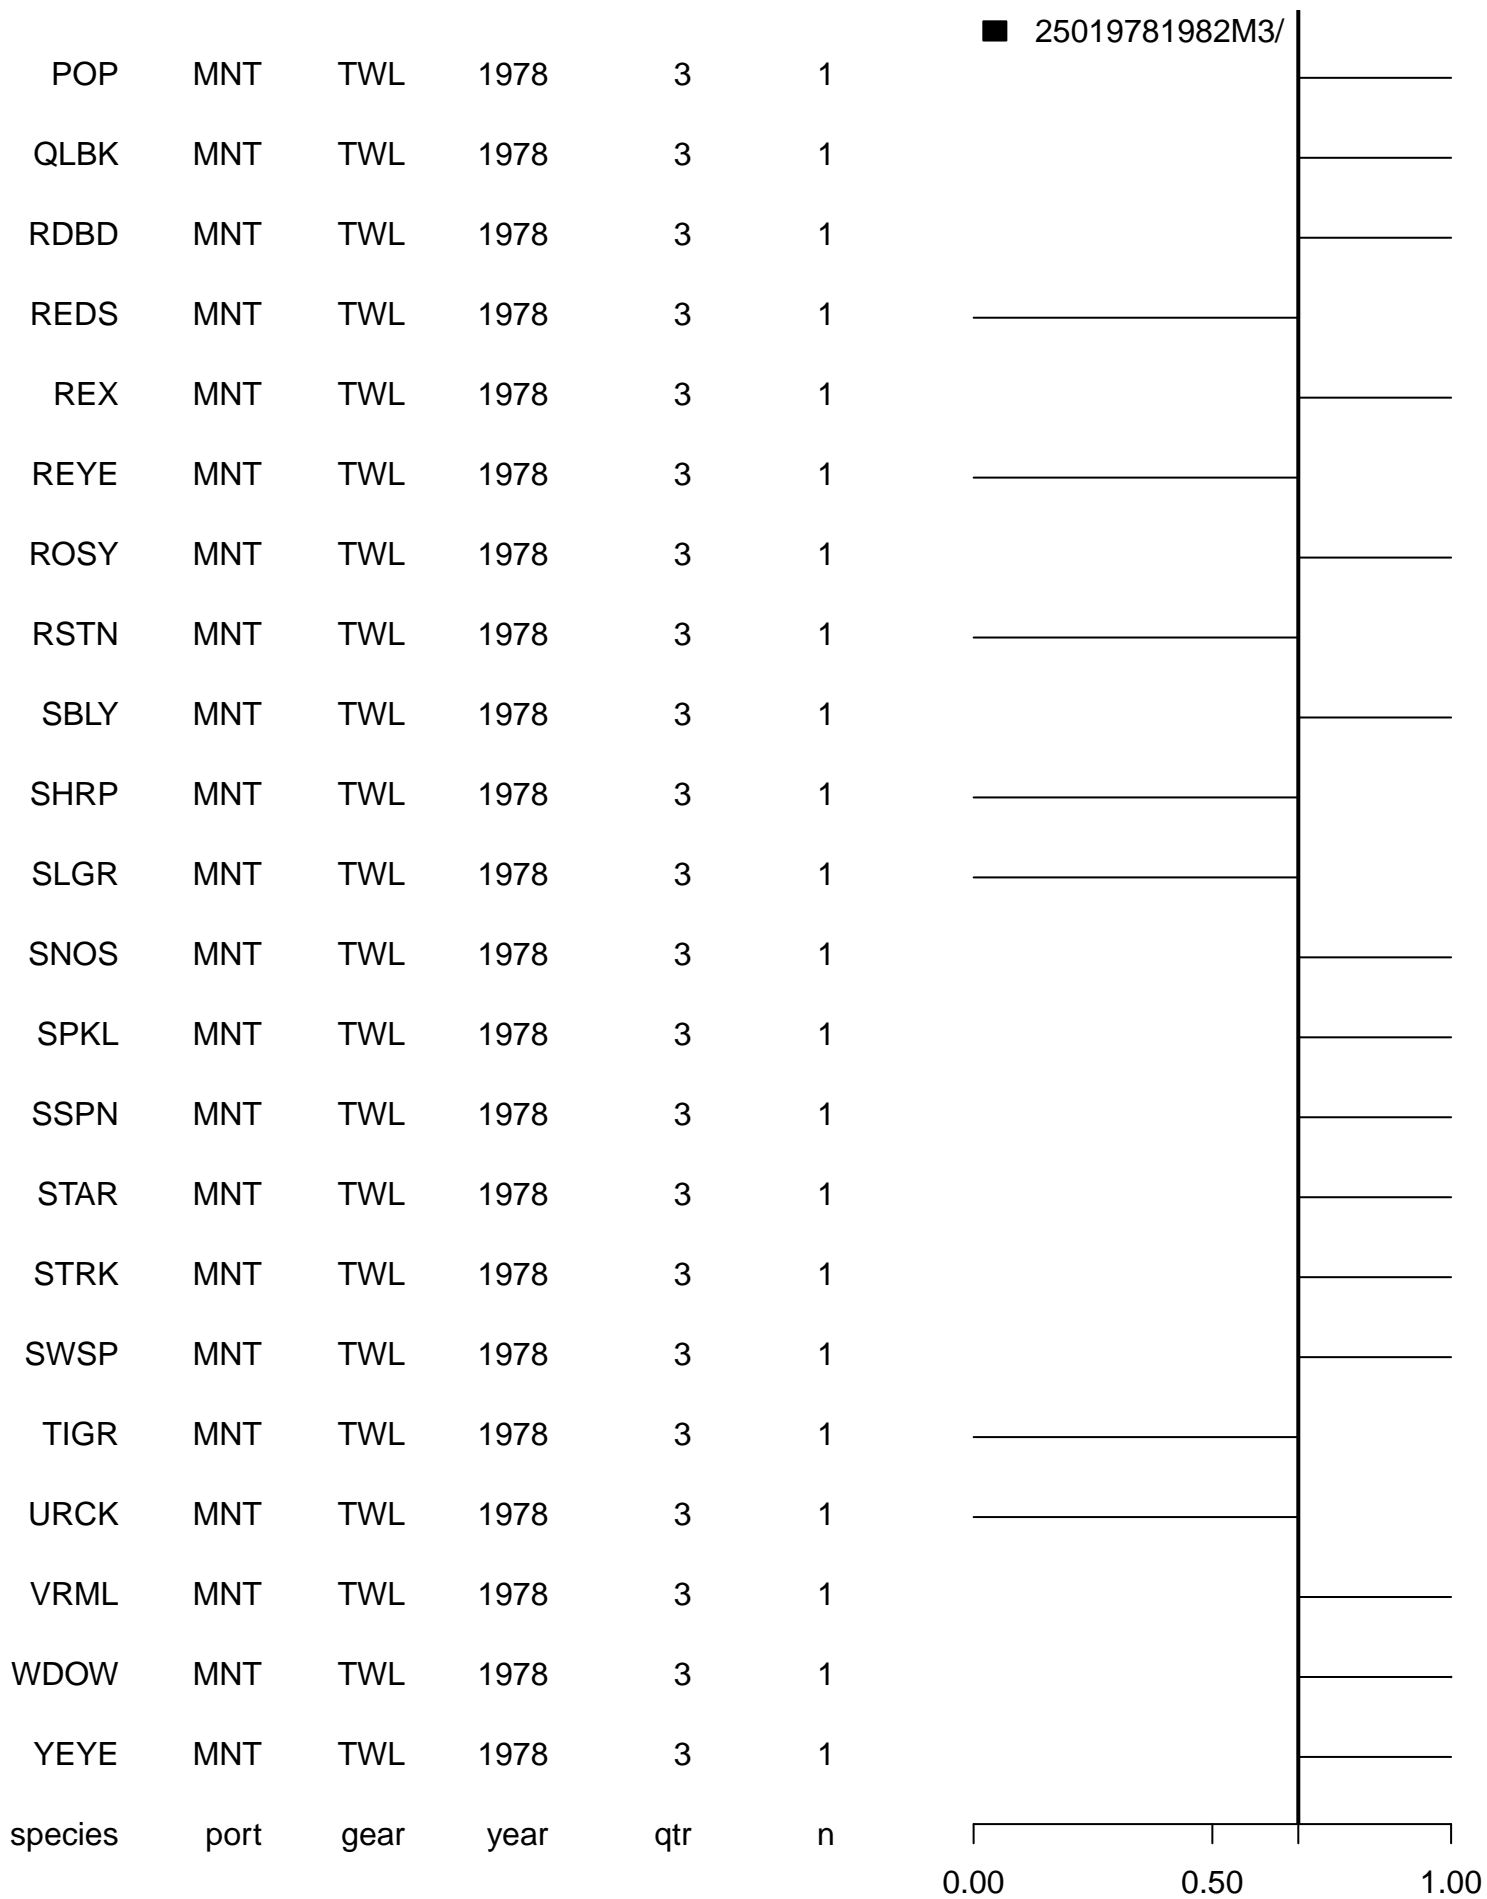 25019781982M3/
POP MNT TWL 1978 3 1
QLBK MNT TWL 1978 3 1
RDBD MNT TWL 1978 3 1
REDS MNT TWL 1978 3 1
REX MNT TWL 1978 3 1
REYE MNT TWL 1978 3 1
ROSY MNT TWL 1978 3 1
RSTN MNT TWL 1978 3 1
SBLY MNT TWL 1978 3 1
SHRP MNT TWL 1978 3 1
SLGR MNT TWL 1978 3 1
SNOS MNT TWL 1978 3 1
SPKL MNT TWL 1978 3 1
SSPN MNT TWL 1978 3 1
STAR MNT TWL 1978 3 1
STRK MNT TWL 1978 3 1
SWSP MNT TWL 1978 3 1
TIGR MNT TWL 1978 3 1
URCK MNT TWL 1978 3 1
VRML MNT TWL 1978 3 1
WDOW MNT TWL 1978 3 1
YEYE MNT TWL 1978 3 1
species port gear year qtr n
0.00 0.50 1.00